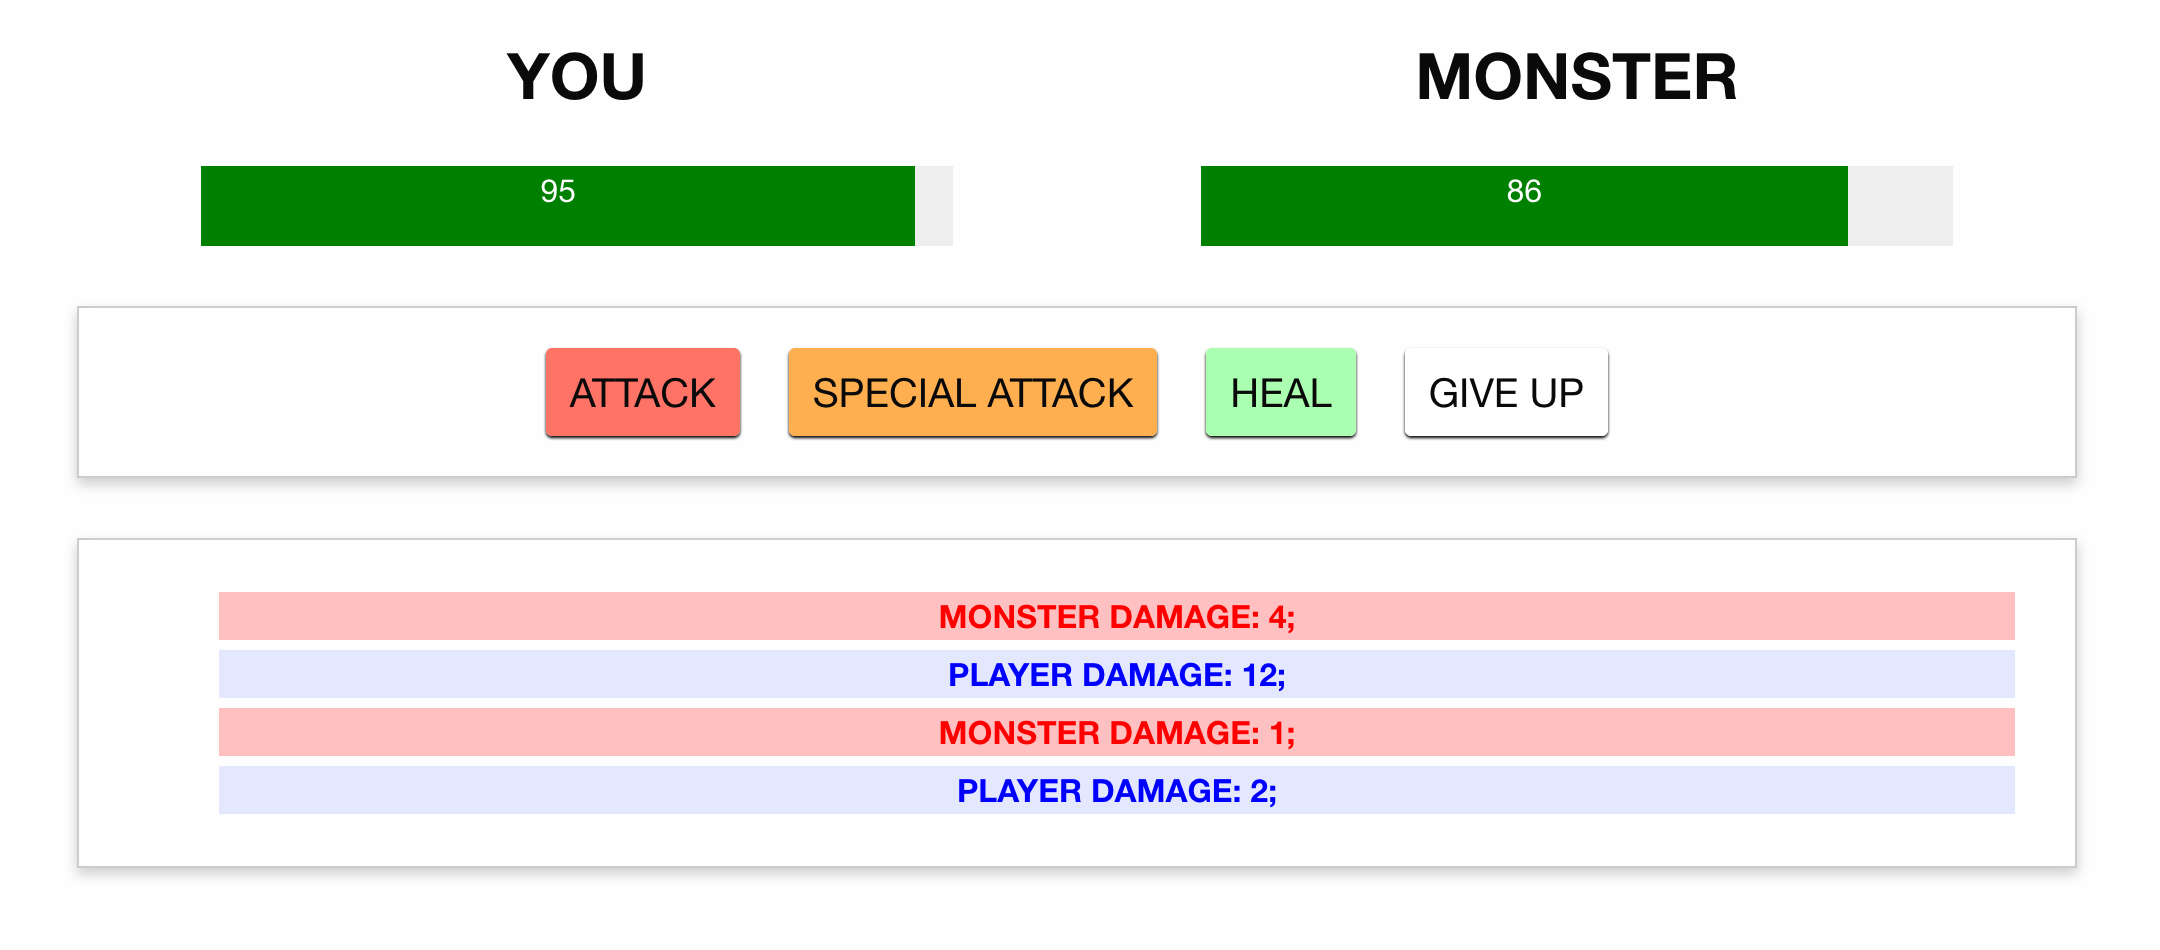 YOU
MONSTER
95
86
ATTACK
SPECIAL ATTACK
HEAL
GIVE UP
MONSTER DAMAGE: 4;
PLAYER DAMAGE: 12;
MONSTER DAMAGE: 1;
PLAYER DAMAGE: 2;